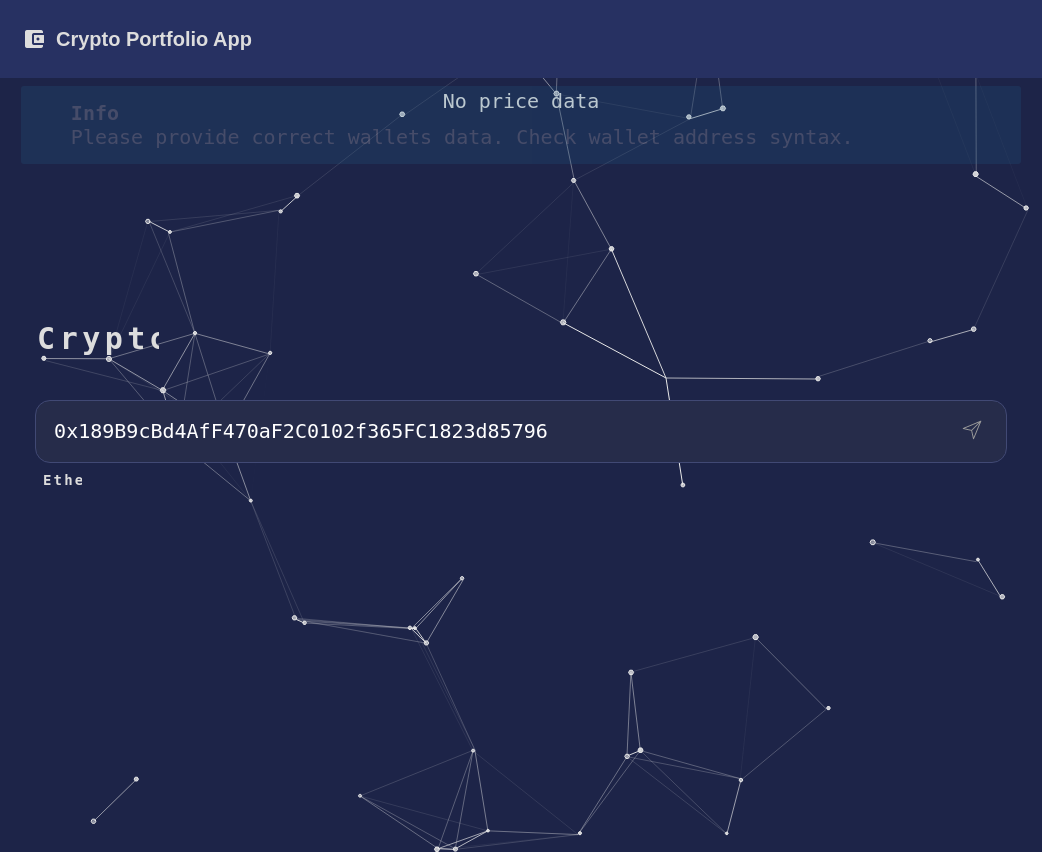 Crypto Portfolio App
No price data
Info
Please provide correct wallets data. Check wallet address syntax.
Crypto
0x189B9cBd4AfF470aF2C0102f365FC1823d85796
Ethe